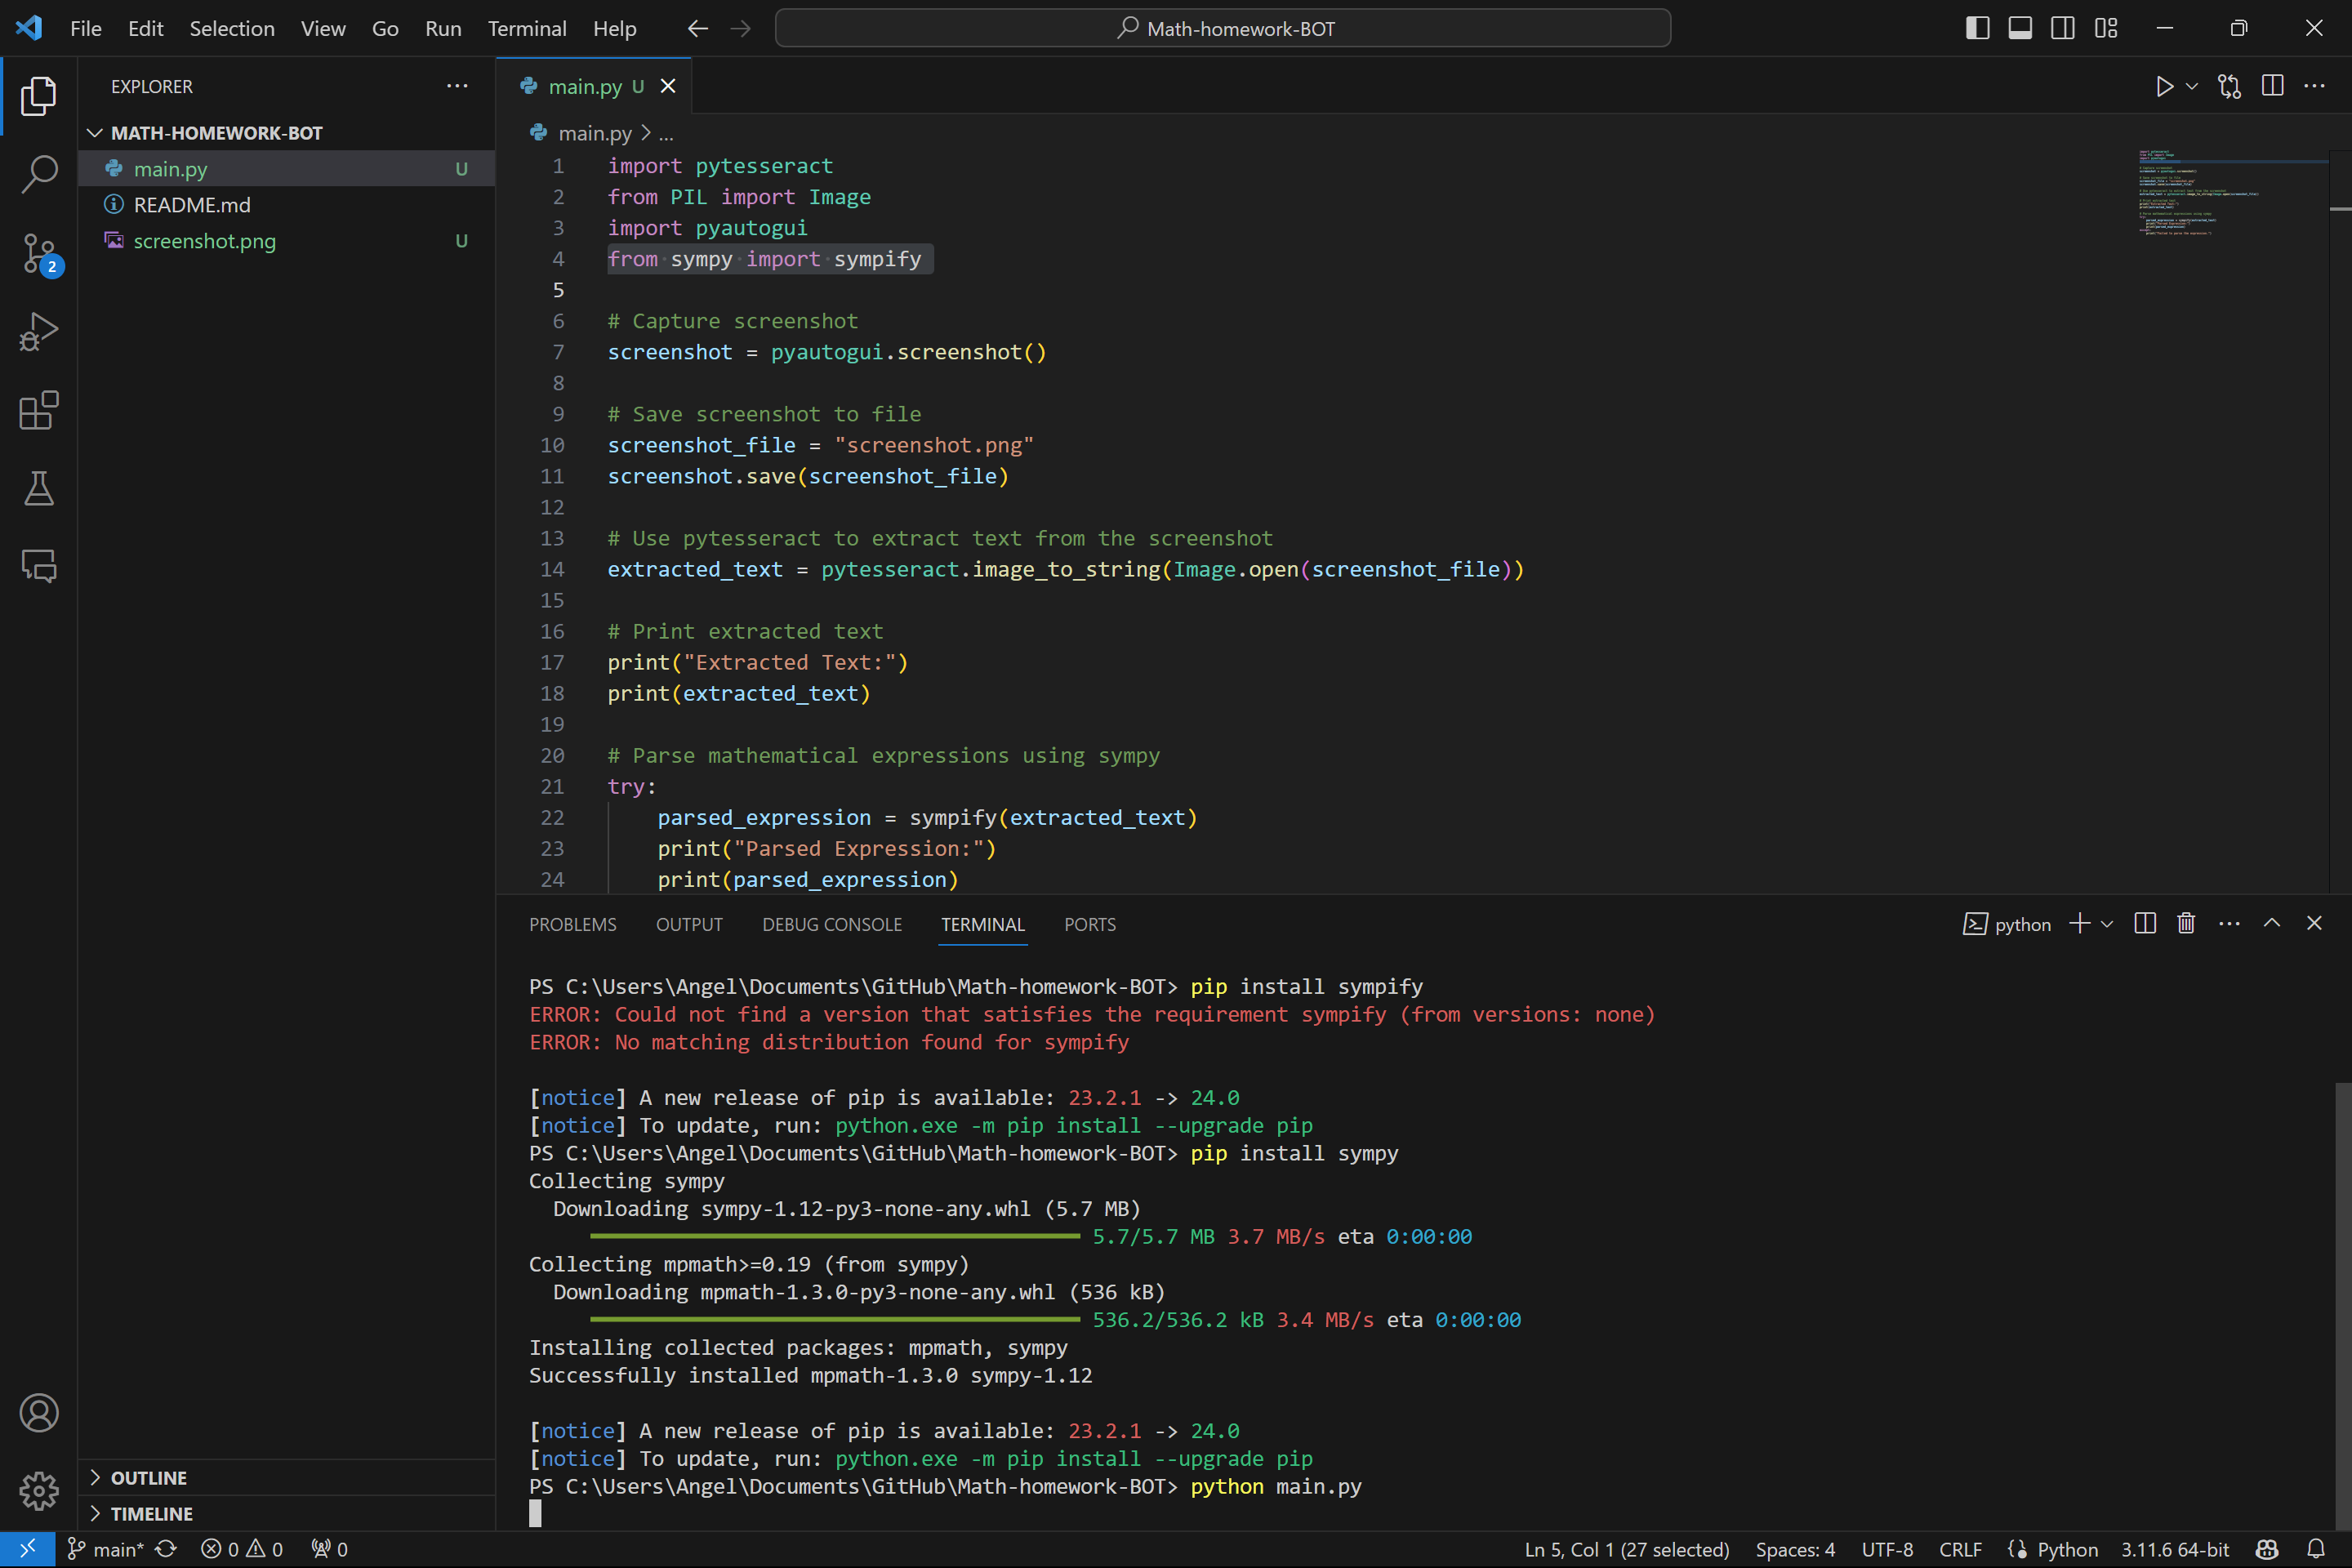 File Edit Selection View Go Run Terminal Help
Math-homework-BOT
EXPLORER
MATH-HOMEWORK-BOT
main.py U
README.md
screenshot.png U
2
OUTLINE
TIMELINE
main.py U
main.py > ...
1 import pytesseract
2 from PIL import Image
3 import pyautogui
4 from sympy import sympify
5
6 # Capture screenshot
7 screenshot = pyautogui.screenshot()
8
9 # Save screenshot to file
10 screenshot_file = "screenshot.png"
11 screenshot.save(screenshot_file)
12
13 # Use pytesseract to extract text from the screenshot
14 extracted_text = pytesseract.image_to_string(Image.open(screenshot_file))
15
16 # Print extracted text
17 print("Extracted Text:")
18 print(extracted_text)
19
20 # Parse mathematical expressions using sympy
21 try:
22 parsed_expression = sympify(extracted_text)
23 print("Parsed Expression:")
24 print(parsed_expression)
PROBLEMS OUTPUT DEBUG CONSOLE TERMINAL PORTS
python
PS C:\Users\Angel\Documents\GitHub\Math-homework-BOT> pip install sympify
ERROR: Could not find a version that satisfies the requirement sympify (from versions: none)
ERROR: No matching distribution found for sympify
[notice] A new release of pip is available: 23.2.1 -> 24.0
[notice] To update, run: python.exe -m pip install --upgrade pip
PS C:\Users\Angel\Documents\GitHub\Math-homework-BOT> pip install sympy
Collecting sympy
Downloading sympy-1.12-py3-none-any.whl (5.7 MB)
5.7/5.7 MB 3.7 MB/s eta 0:00:00
Collecting mpmath>=0.19 (from sympy)
Downloading mpmath-1.3.0-py3-none-any.whl (536 kB)
536.2/536.2 kB 3.4 MB/s eta 0:00:00
Installing collected packages: mpmath, sympy
Successfully installed mpmath-1.3.0 sympy-1.12
[notice] A new release of pip is available: 23.2.1 -> 24.0
[notice] To update, run: python.exe -m pip install --upgrade pip
PS C:\Users\Angel\Documents\GitHub\Math-homework-BOT> python main.py
main* 0 0 0
Ln 5, Col 1 (27 selected) Spaces: 4 UTF-8 CRLF Python 3.11.6 64-bit